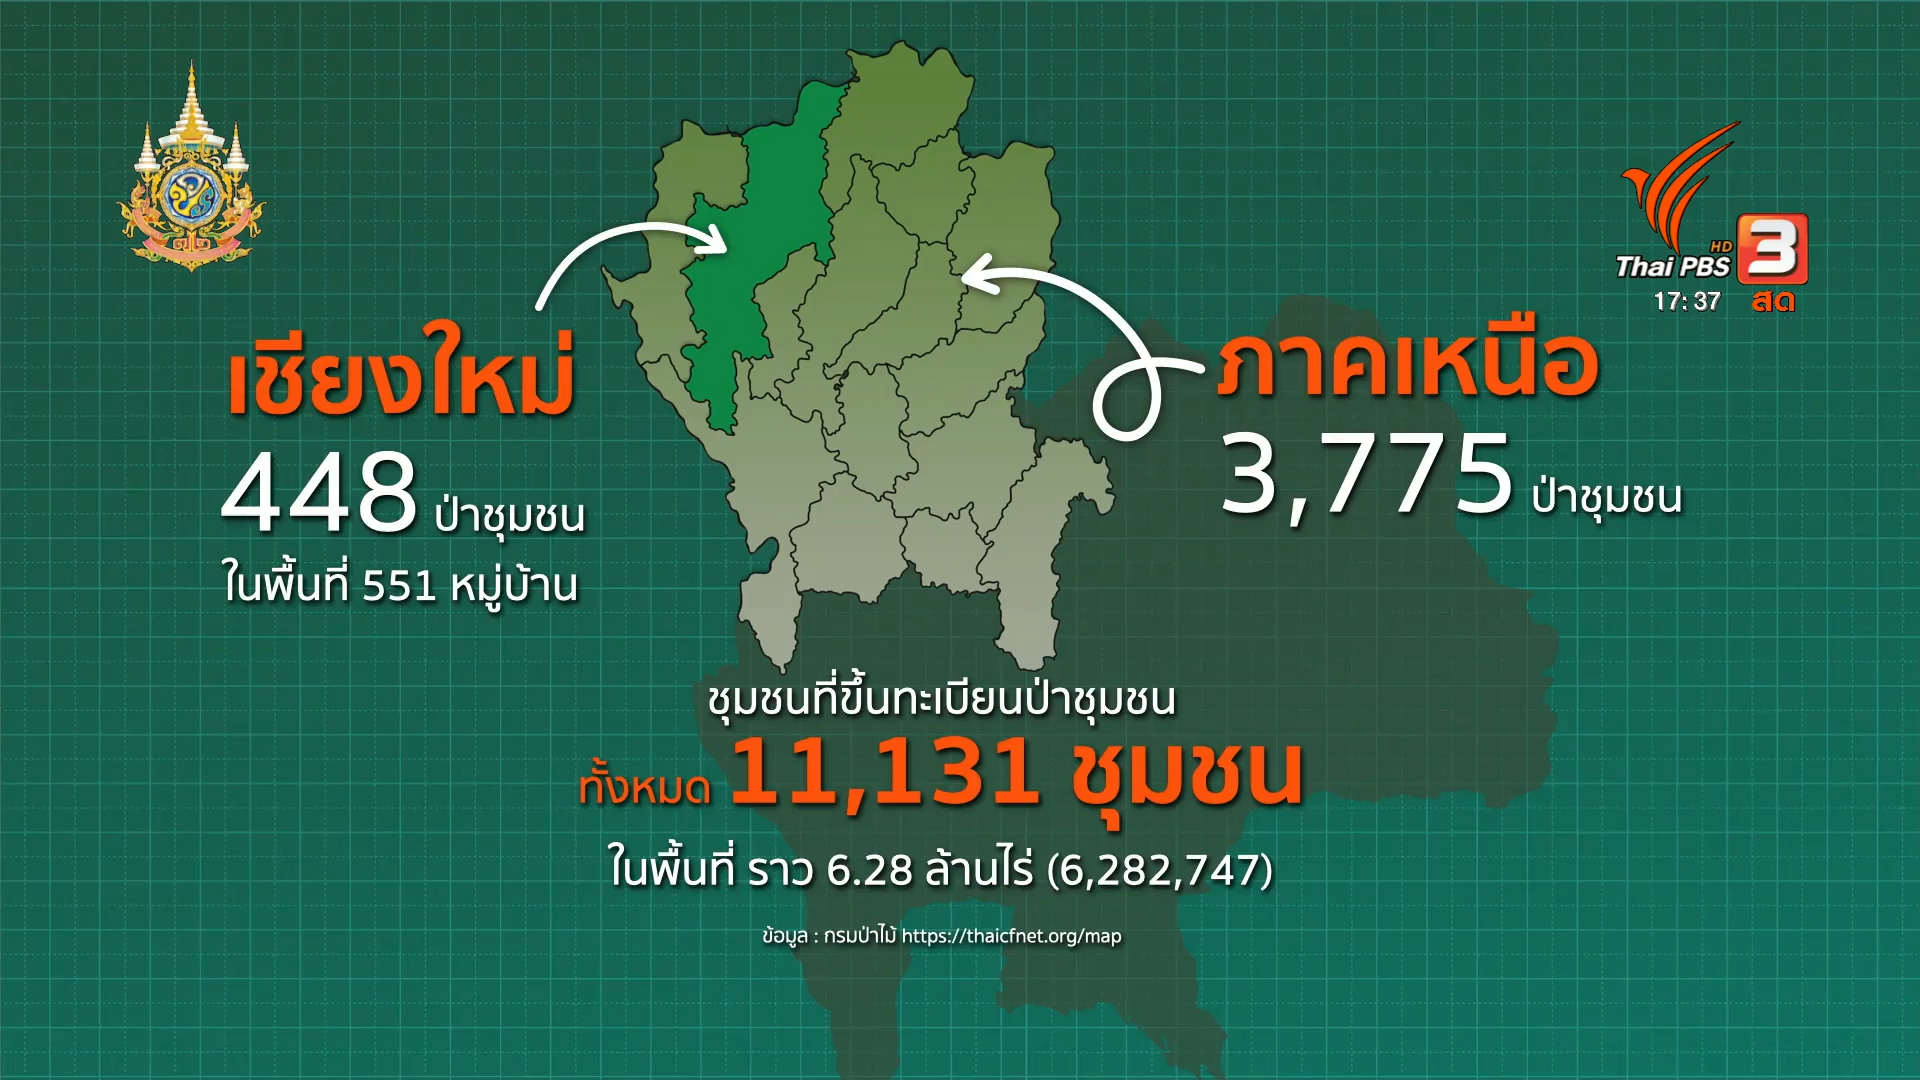 HD
Thai PBS 3
17:37 สด
เชียงใหม่
448 ป่าชุมชน
ในพื้นที่ 551 หมู่บ้าน
ภาคเหนือ
3,775 ป่าชุมชน
ชุมชนที่ขึ้นทะเบียนป่าชุมชน
ทั้งหมด 11,131 ชุมชน
ในพื้นที่ ราว 6.28 ล้านไร่ (6,282,747)
ข้อมูล : กรมป่าไม้ https://thaicfnet.org/map
๗๒